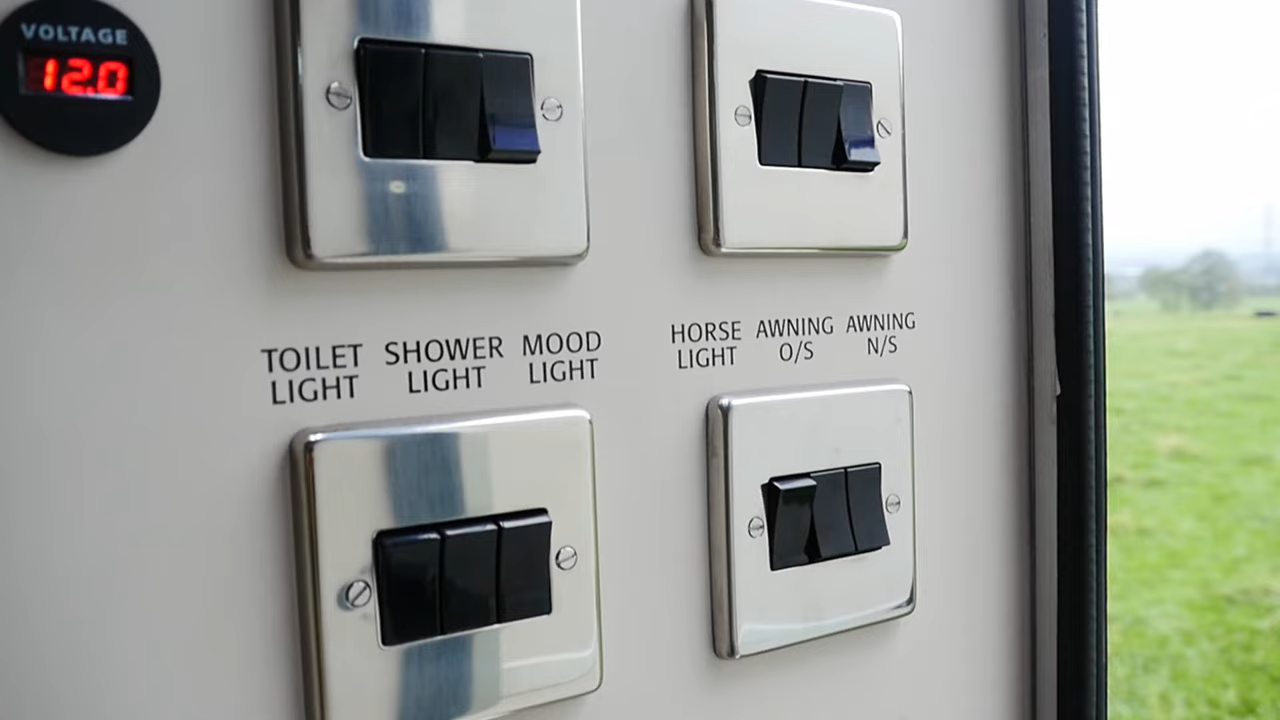 VOLTAGE
12.0
TOILET LIGHT
SHOWER LIGHT
MOOD LIGHT
HORSE LIGHT
AWNING O/S
AWNING N/S